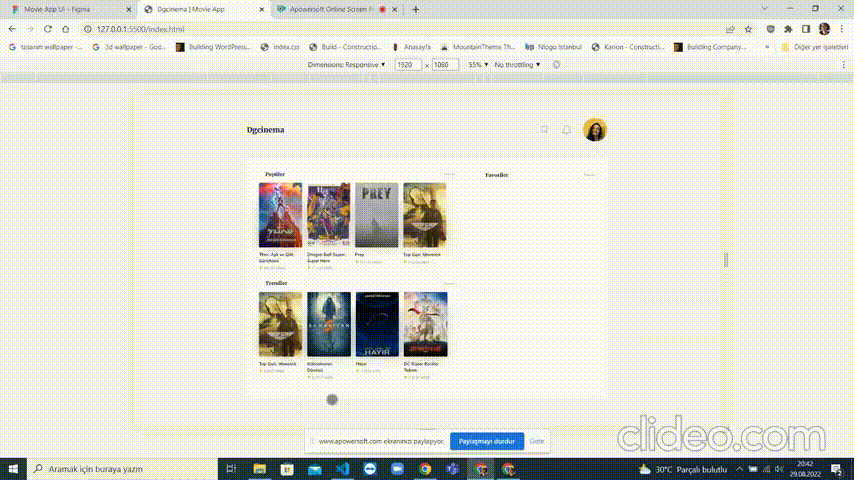 Movie App UI – Figma
Dgcinema | Movie App
Apowersoft Online Screen R
127.0.0.1:5500/index.html
tasarım wallpaper -...
3d wallpaper - Goo...
Building WordPress...
index.css
Build - Constructio
Anasayfa
MountainTheme Th...
Nlogo Istanbul
Karion - Constructi...
Building Company...
Diğer yer işaretleri
Dimensions: Responsive
1920 × 1080
55%
No throttling
Dgcinema
Popüler
Favoriler
PREY
Thor: Aşk ve Gök Gürültüsü
Dragon Ball Super: Super Hero
Prey
Top Gun: Maverick
Trendler
SAMARITAN
HAYIR
Top Gun: Maverick
Kahramanın Dönüşü
Hayır
DC Süper Evciller Takımı
www.apowersoft.com ekranınızı paylaşıyor.
Paylaşmayı durdur
Gizle
clideo.com
Aramak için buraya yazın
30°C Parçalı bulutlu
20:42
29.08.2022